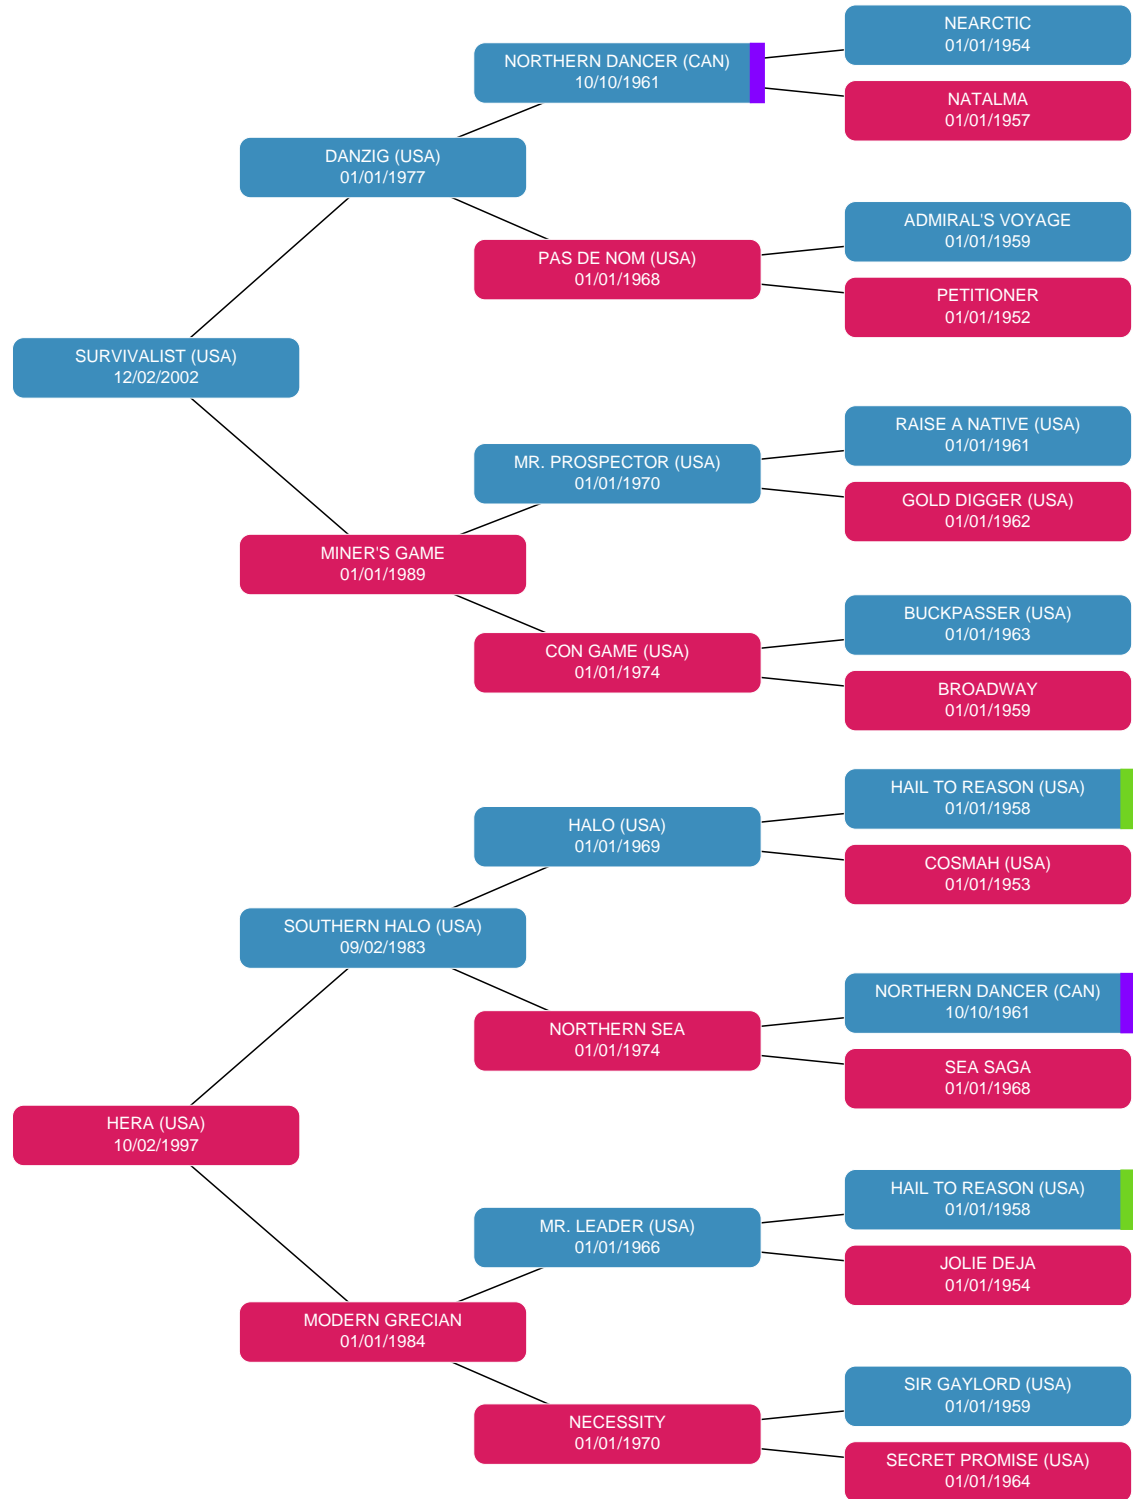 NEARCTIC
01/01/1954
NORTHERN DANCER (CAN)
10/10/1961
NATALMA
01/01/1957
DANZIG (USA)
01/01/1977
ADMIRAL'S VOYAGE
01/01/1959
PAS DE NOM (USA)
01/01/1968
PETITIONER
01/01/1952
SURVIVALIST (USA)
12/02/2002
RAISE A NATIVE (USA)
01/01/1961
MR. PROSPECTOR (USA)
01/01/1970
GOLD DIGGER (USA)
01/01/1962
MINER'S GAME
01/01/1989
BUCKPASSER (USA)
01/01/1963
CON GAME (USA)
01/01/1974
BROADWAY
01/01/1959
HAIL TO REASON (USA)
01/01/1958
HALO (USA)
01/01/1969
COSMAH (USA)
01/01/1953
SOUTHERN HALO (USA)
09/02/1983
NORTHERN DANCER (CAN)
10/10/1961
NORTHERN SEA
01/01/1974
SEA SAGA
01/01/1968
HERA (USA)
10/02/1997
HAIL TO REASON (USA)
01/01/1958
MR. LEADER (USA)
01/01/1966
JOLIE DEJA
01/01/1954
MODERN GRECIAN
01/01/1984
SIR GAYLORD (USA)
01/01/1959
NECESSITY
01/01/1970
SECRET PROMISE (USA)
01/01/1964